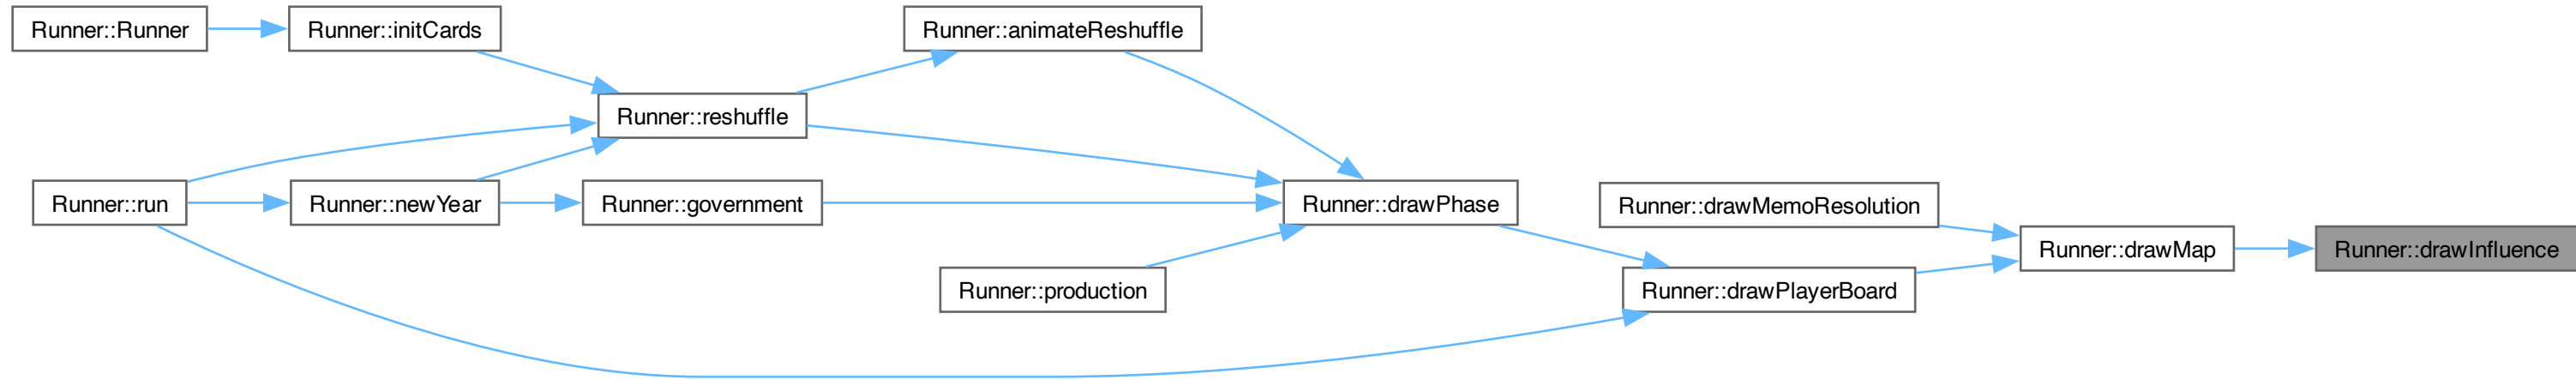 Runner::Runner
Runner::initCards
Runner::animateReshuffle
Runner::reshuffle
Runner::run
Runner::newYear
Runner::government
Runner::drawPhase
Runner::drawMemoResolution
Runner::drawMap
Runner::drawInfluence
Runner::production
Runner::drawPlayerBoard